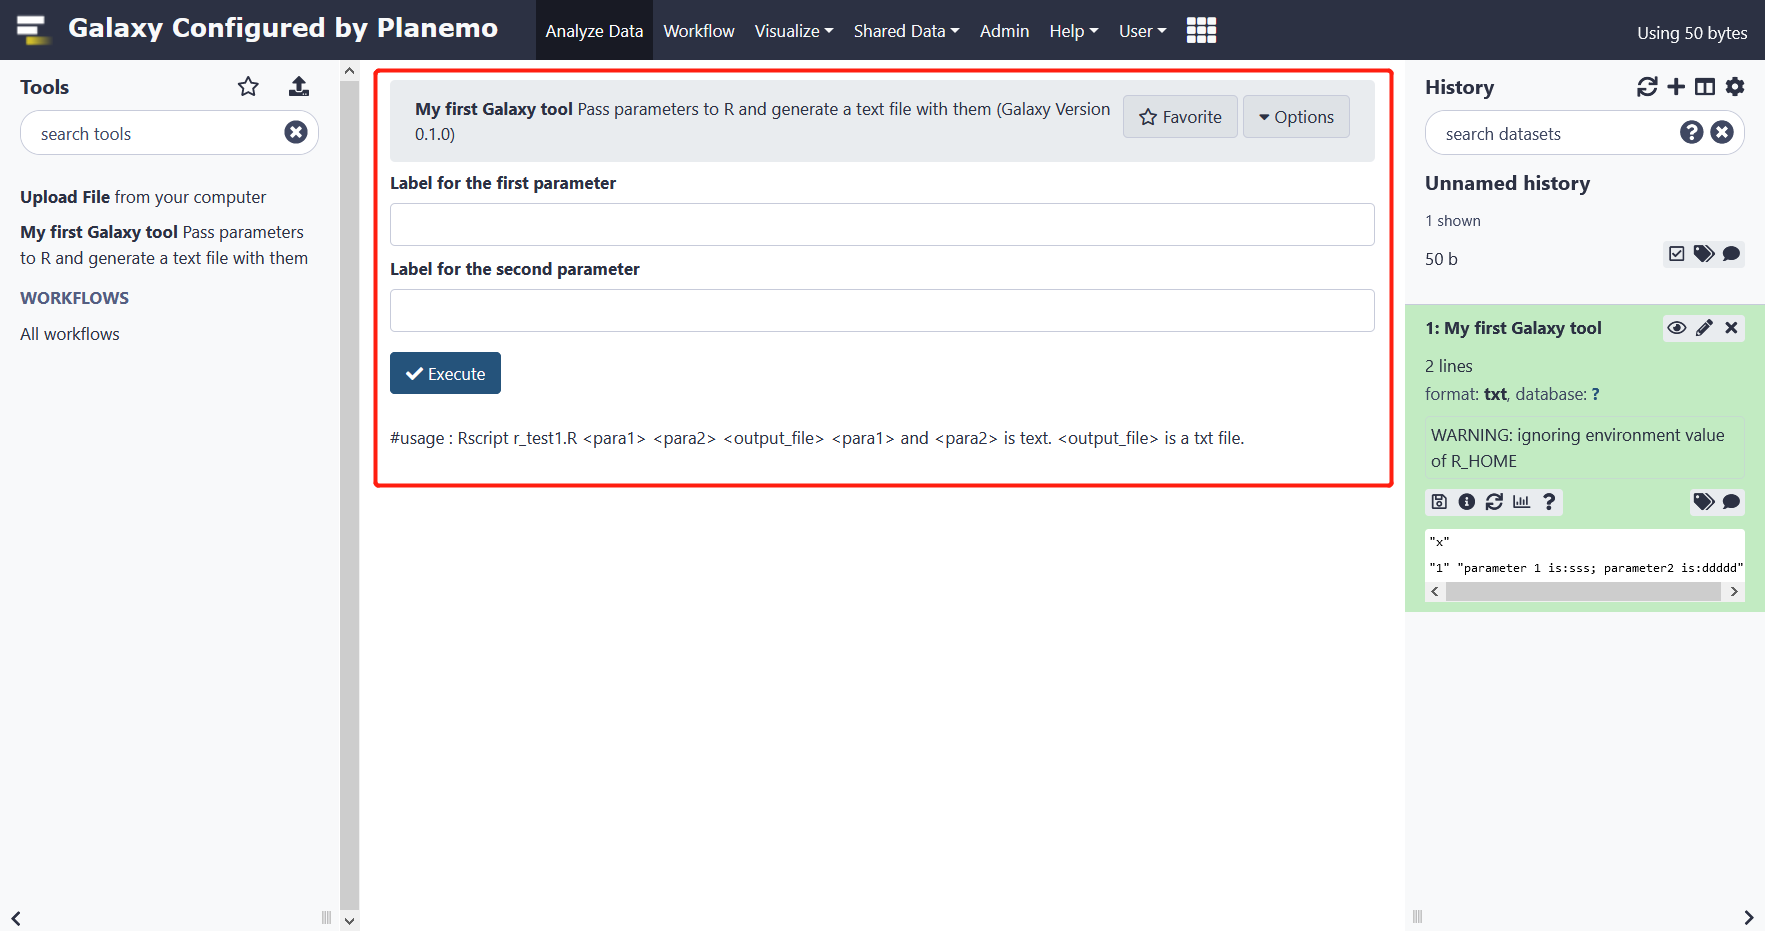 Galaxy Configured by Planemo
Analyze Data
Workflow
Visualize
Shared Data
Admin
Help
User
Using 50 bytes
Tools
search tools
Upload File from your computer
My first Galaxy tool Pass parameters
to R and generate a text file with them
WORKFLOWS
All workflows
My first Galaxy tool Pass parameters to R and generate a text file with them (Galaxy Version
0.1.0)
Favorite
Options
Label for the first parameter
Label for the second parameter
Execute
#usage : Rscript r_test1.R <para1> <para2> <output_file> <para1> and <para2> is text. <output_file> is a txt file.
History
search datasets
Unnamed history
1 shown
50 b
1: My first Galaxy tool
2 lines
format: txt, database: ?
WARNING: ignoring environment value
of R_HOME
"x"
"1" "parameter 1 is:sss; parameter2 is:ddddd"